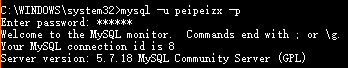 C:\WINDOWS\system32>mysql -u peipeizx -p
Enter password: ******
Welcome to the MySQL monitor.  Commands end with ; or \g.
Your MySQL connection id is 8
Server version: 5.7.18 MySQL Community Server (GPL)